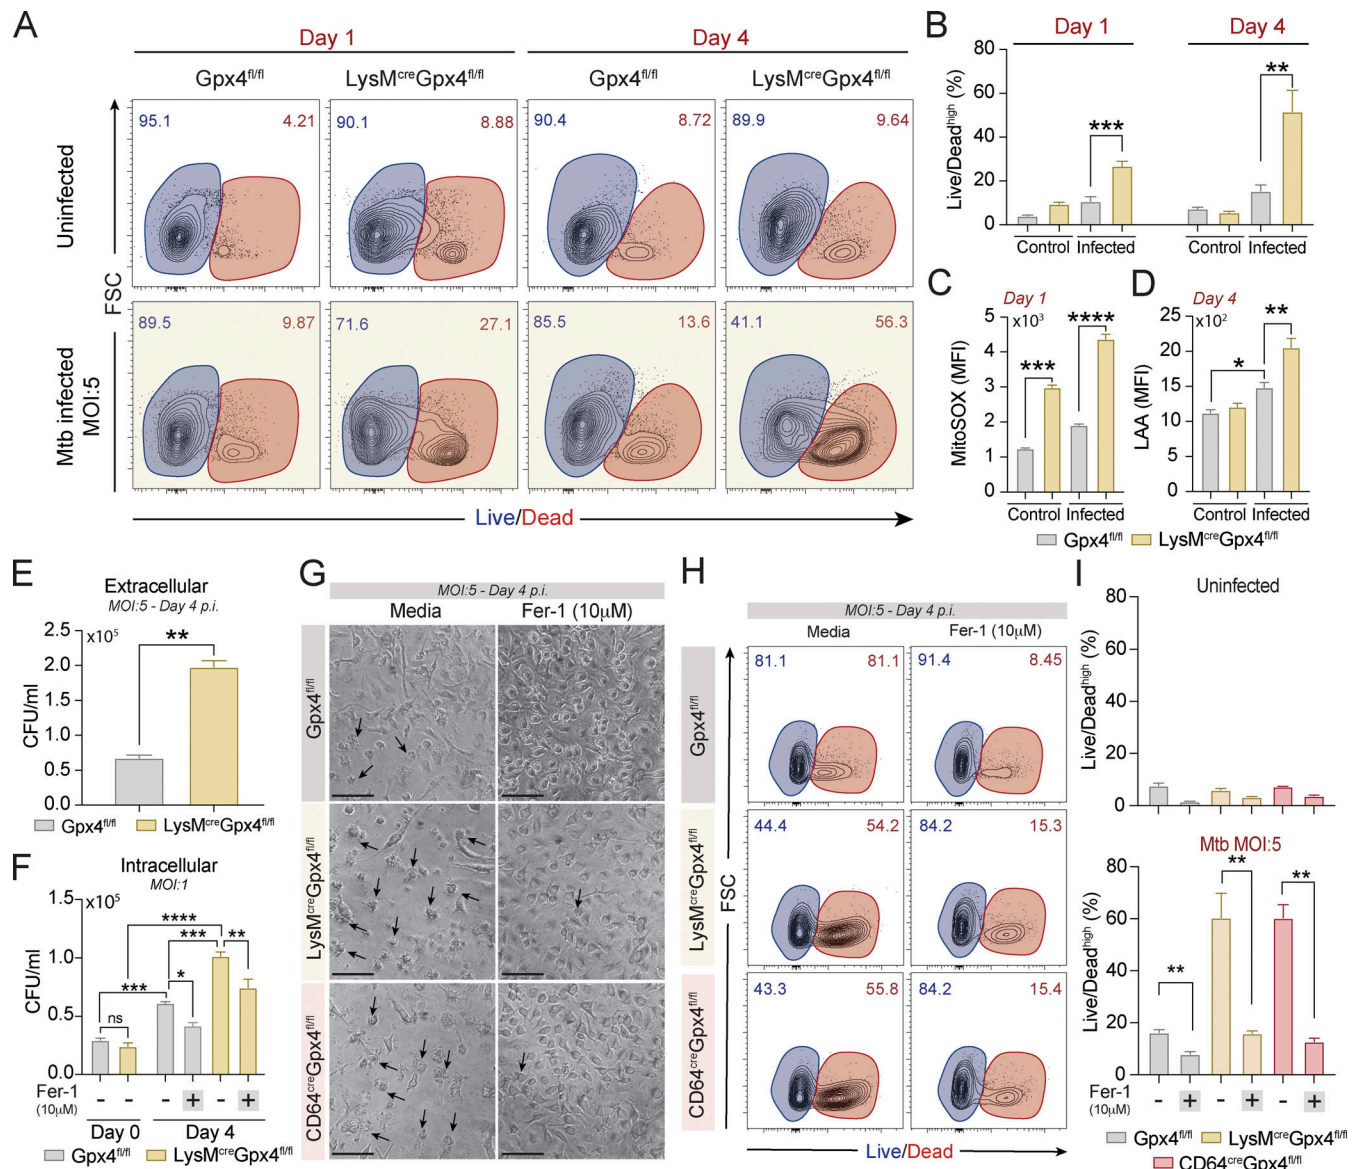 A
Day 1
Day 4
Gpx4fl/fl
LysMcreGpx4fl/fl
Gpx4fl/fl
LysMcreGpx4fl/fl
Uninfected
95.1
4.21
90.1
8.88
90.4
8.72
89.9
9.64
FSC
Mtb infected
MOI:5
89.5
9.87
71.6
27.1
85.5
13.6
41.1
56.3
Live/Dead
B
Day 1
Day 4
Live/Deadhigh (%)
80
60
40
20
0
***
**
Control
Infected
Control
Infected
C
Day 1
x10³
MitoSOX (MFI)
5
4
3
2
1
0
***
****
Control
Infected
D
Day 4
x10²
LAA (MFI)
25
20
15
10
0
*
**
Control
Infected
Gpx4fl/fl
LysMcreGpx4fl/fl
E
Extracellular
MOI:5 - Day 4 p.i.
x10⁵
CFU/ml
2.5
2.0
1.5
1.0
0.5
0.0
**
Gpx4fl/fl
LysMcreGpx4fl/fl
F
Intracellular
MOI:1
x10⁵
CFU/ml
1.5
1.0
0.5
0.0
ns
***
*
***
****
**
Fer-1
(10µM)
- - - + - +
Day 0
Day 4
Gpx4fl/fl
LysMcreGpx4fl/fl
G
MOI:5 - Day 4 p.i.
Media
Fer-1 (10µM)
Gpx4fl/fl
LysMcreGpx4fl/fl
CD64creGpx4fl/fl
H
MOI:5 - Day 4 p.i.
Media
Fer-1 (10µM)
Gpx4fl/fl
81.1
81.1
91.4
8.45
LysMcreGpx4fl/fl
44.4
54.2
84.2
15.3
CD64creGpx4fl/fl
43.3
55.8
84.2
15.4
FSC
Live/Dead
I
Uninfected
Live/Deadhigh (%)
80
60
40
20
0
Mtb MOI:5
Live/Deadhigh (%)
80
60
40
20
0
**
**
**
Fer-1
(10µM)
- + - + - +
Gpx4fl/fl
LysMcreGpx4fl/fl
CD64creGpx4fl/fl